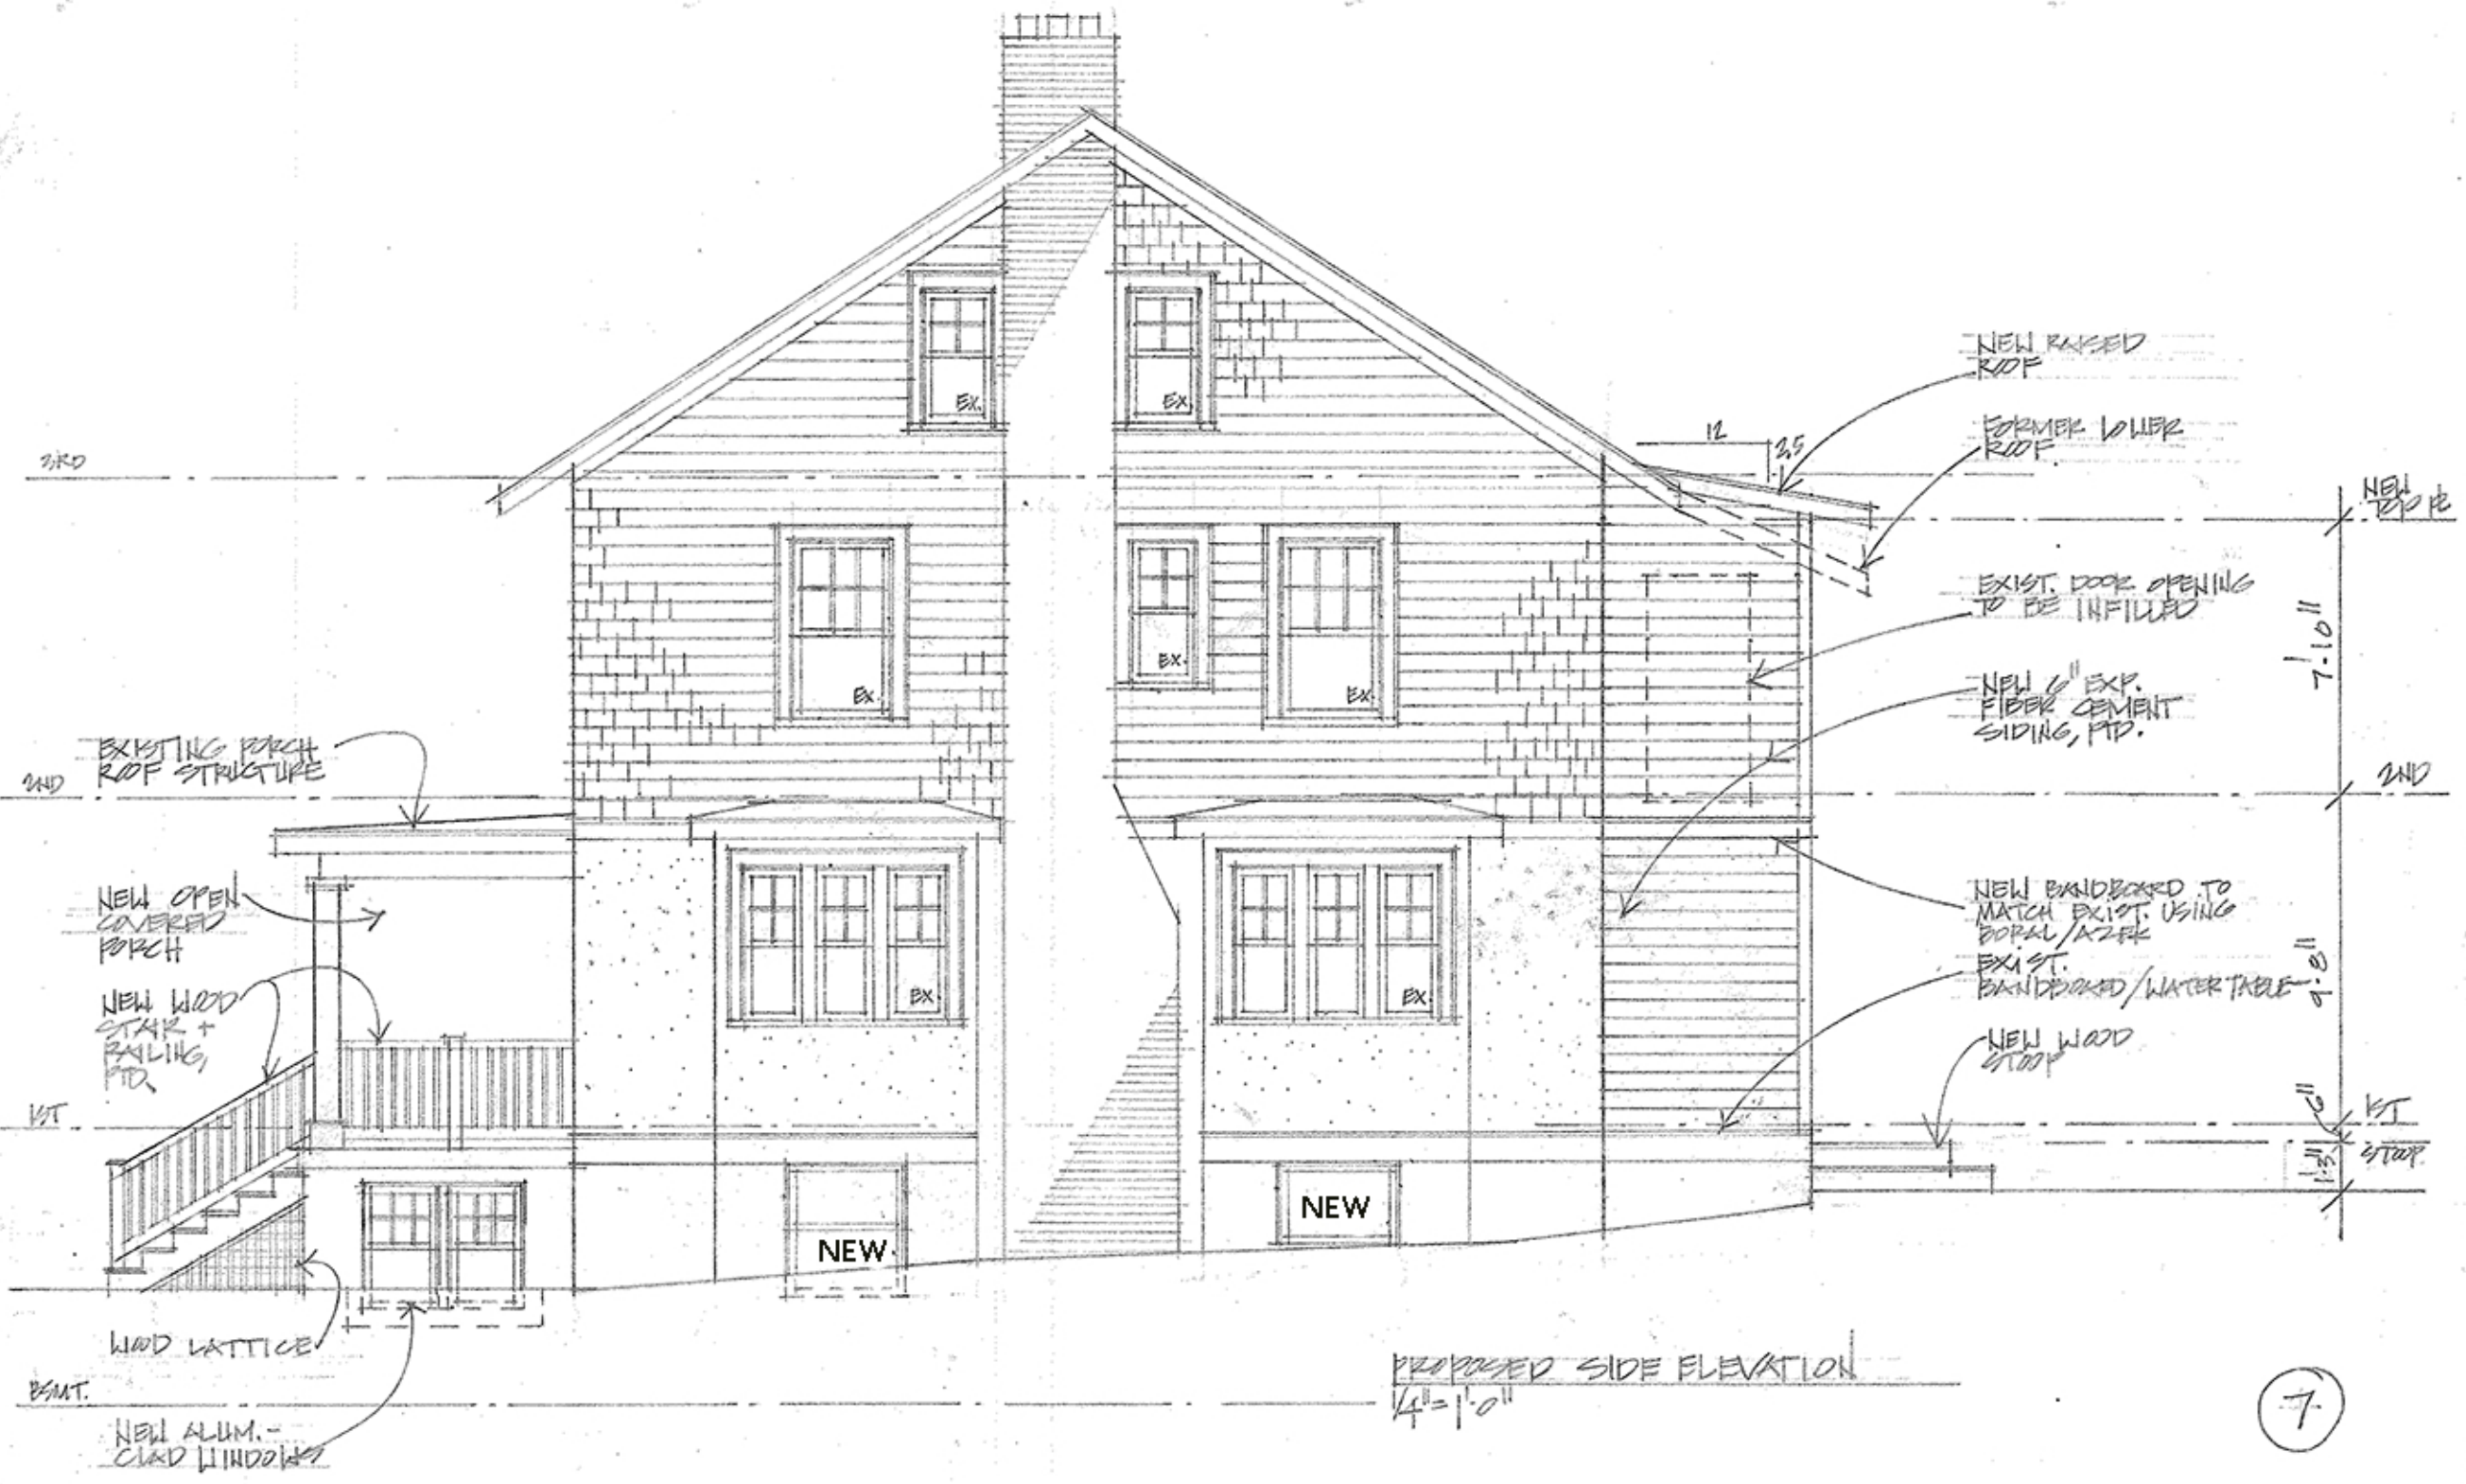 3RD
EX.
EX.
NEW RAISED
ROOF
FORMER LOWER
ROOF
12
2.5
NEW
TOP PL
EXIST. DOOR OPENING
TO BE INFILLED
7'-10"
EX.
EX.
EX.
NEW 6" EXP.
FIBER CEMENT
SIDING, PTD.
EXISTING PORCH
ROOF STRUCTURE
2ND
2ND
NEW OPEN
COVERED
PORCH
NEW BANDBOARD TO
MATCH EXIST. USING
BORAL/AZEK
9'-8"
EXIST.
BANDBOARD/WATERTABLE
EX.
EX.
NEW WOOD
STAIR +
RAILING,
PTD.
NEW WOOD
STOOP
1ST
6"
1ST
STOOP
1'-3"
NEW
NEW
WOOD LATTICE
BSMT.
NEW ALUM.-
CLAD WINDOWS
PROPOSED SIDE ELEVATION
1/4"=1'-0"
7